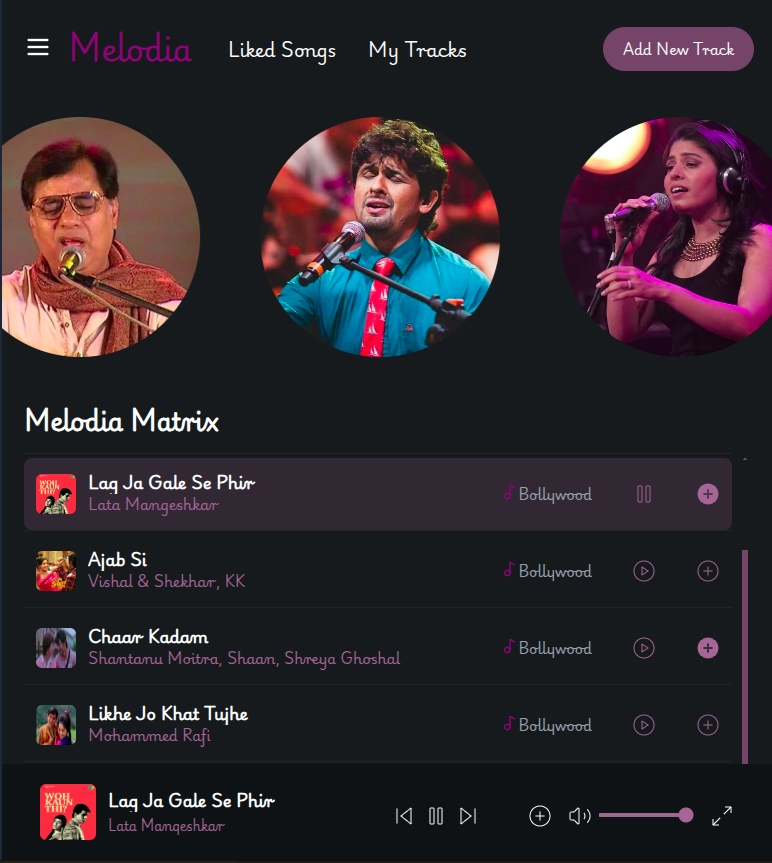 Melodia
Liked Songs
My Tracks
Add New Track
Melodia Matrix
WOH KAUN THI?
Lag Ja Gale Se Phir
Lata Mangeshkar
Bollywood
Ajab Si
Vishal & Shekhar, KK
Bollywood
Chaar Kadam
Shantanu Moitra, Shaan, Shreya Ghoshal
Bollywood
Likhe Jo Khat Tujhe
Mohammed Rafi
Bollywood
WOH
KAUN
THI?
Lag Ja Gale Se Phir
Lata Mangeshkar